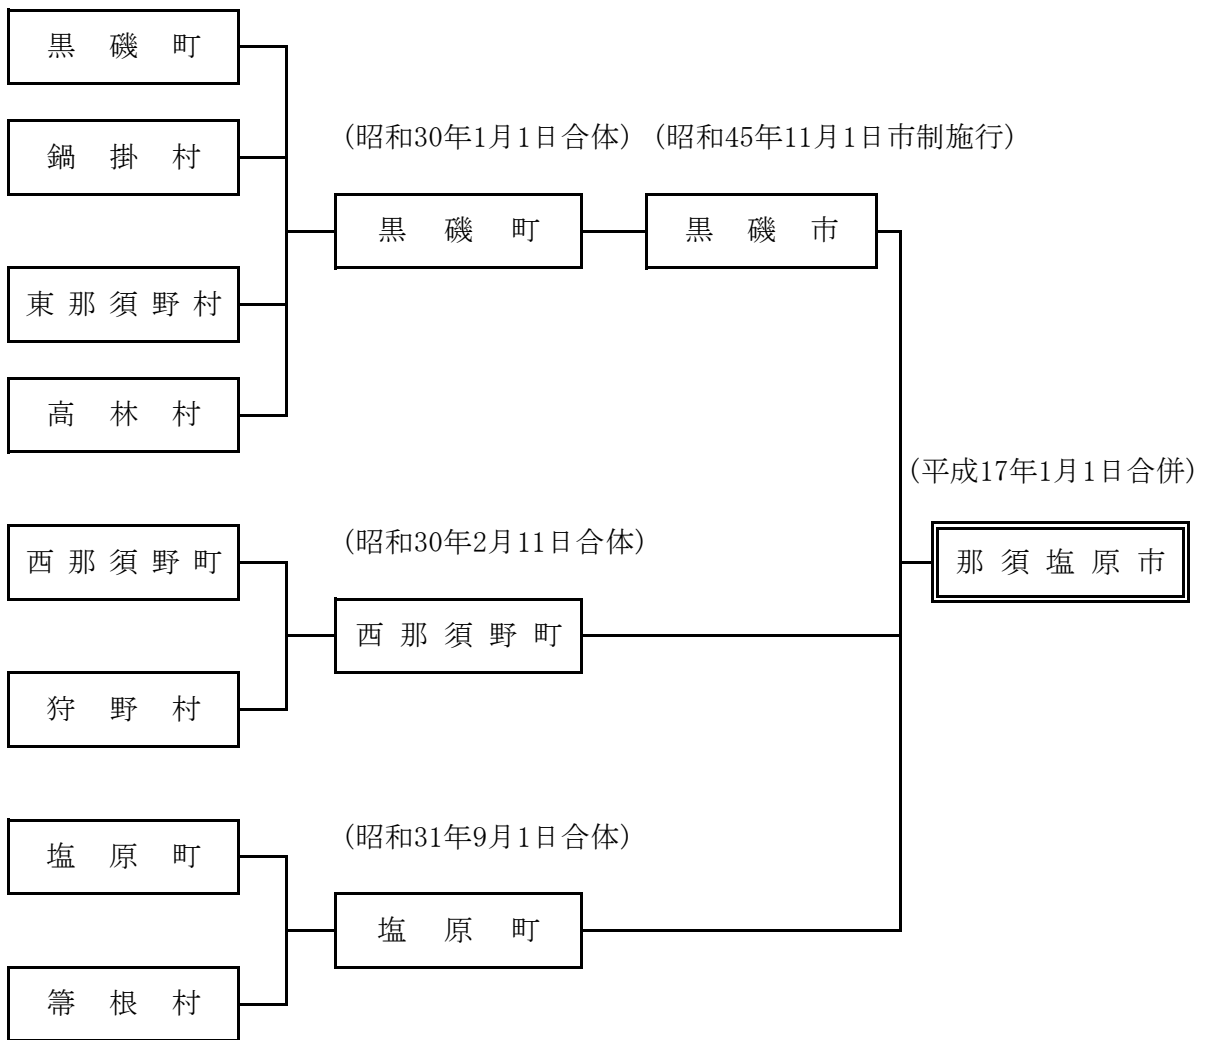 黒磯町
鍋掛村
(昭和30年1月1日合体) (昭和45年11月1日市制施行)
黒磯町
黒磯市
東那須野村
高林村
(平成17年1月1日合併)
西那須野町
(昭和30年2月11日合体)
那須塩原市
西那須野町
狩野村
塩原町
(昭和31年9月1日合体)
塩原町
箒根村